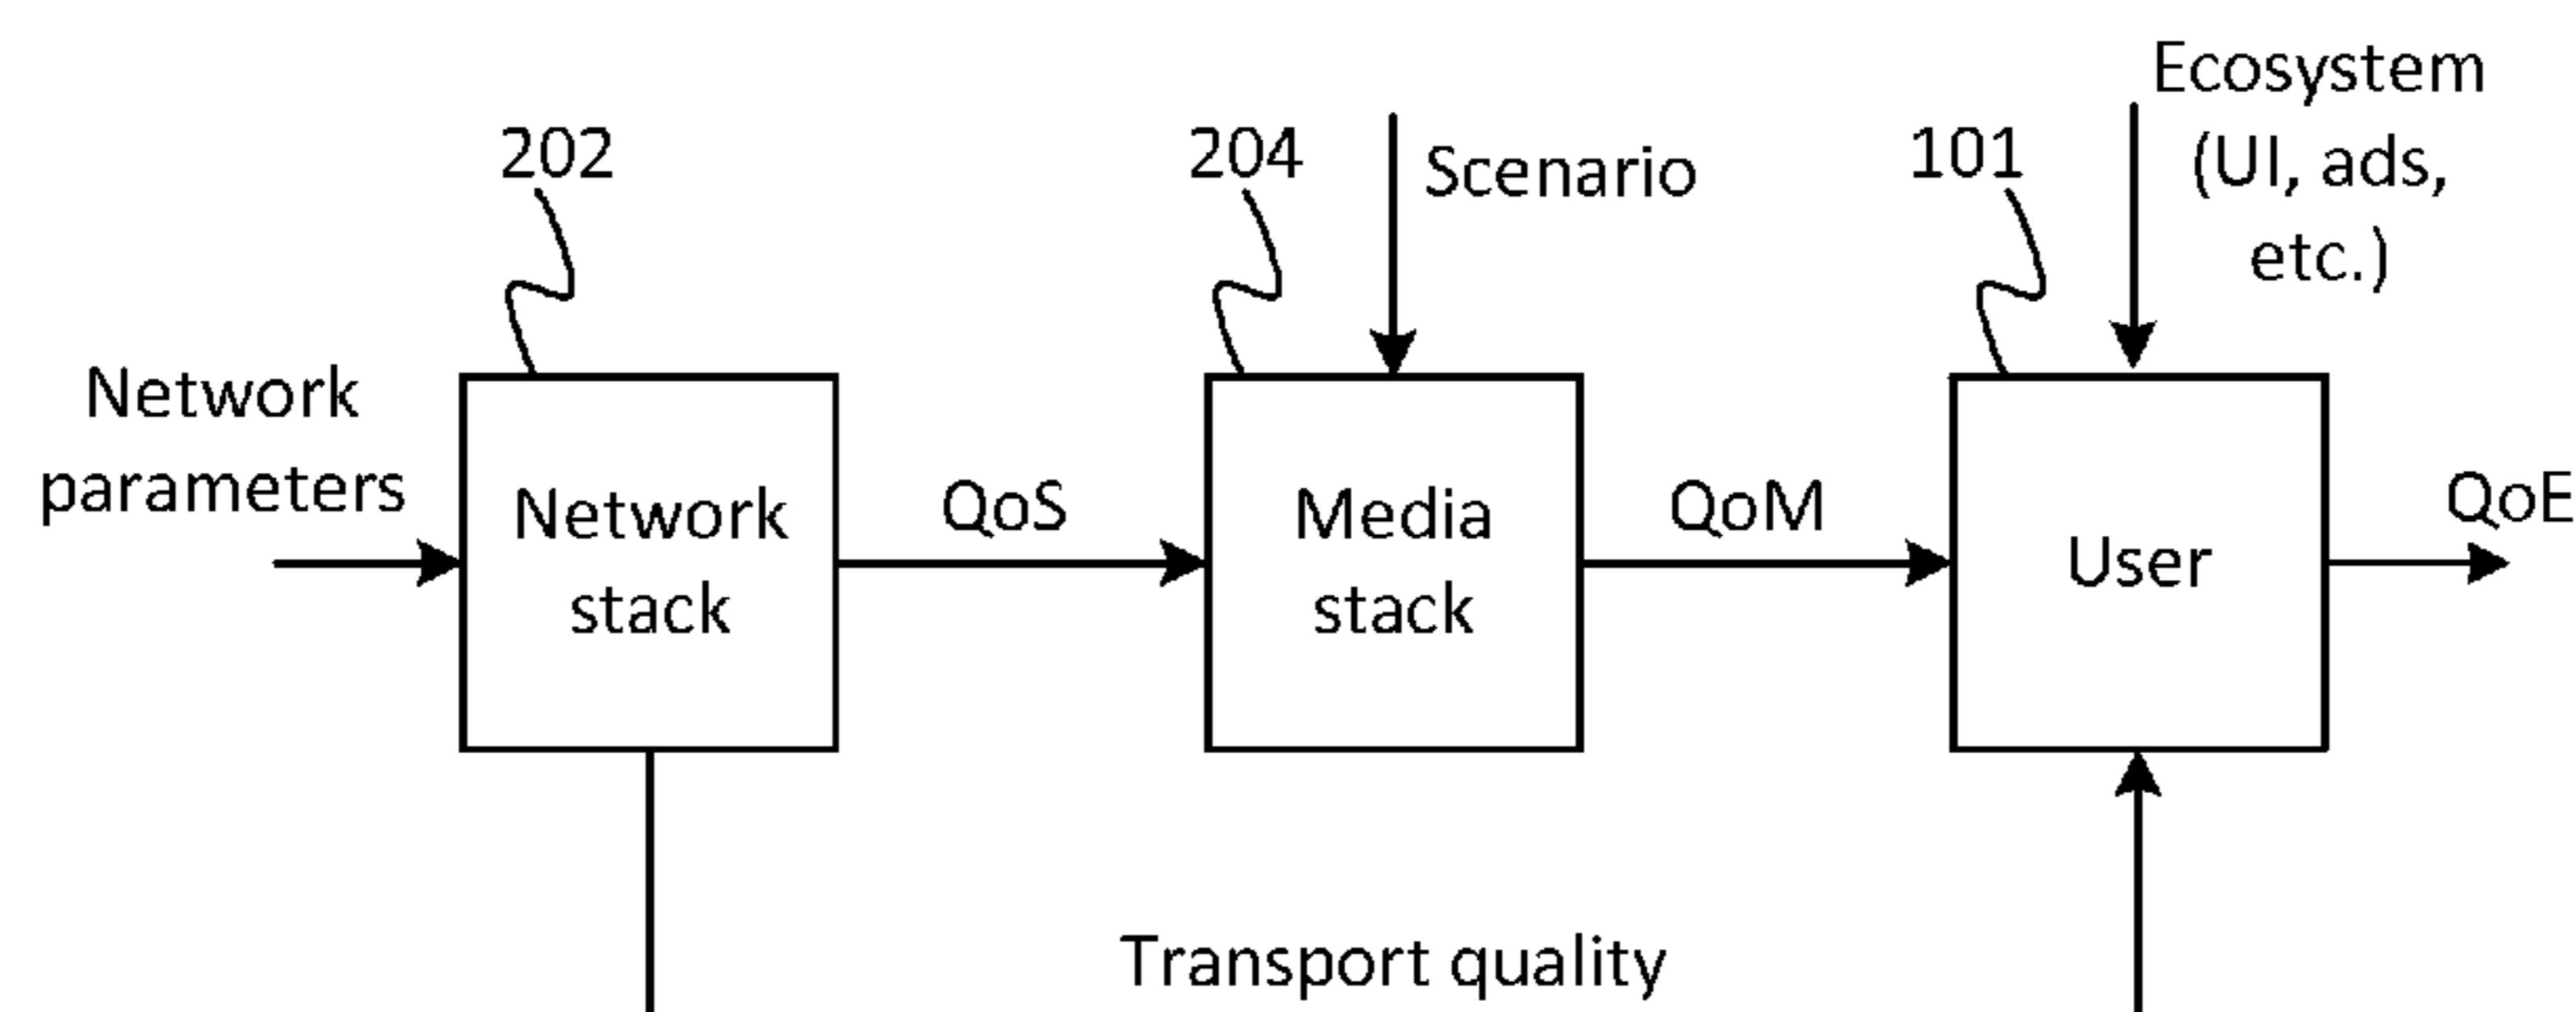 Ecosystem
(UI, ads,
etc.)
202
204
Scenario
101
Network
parameters
Network
stack
QoS
Media
stack
QoM
User
QoE
Transport quality